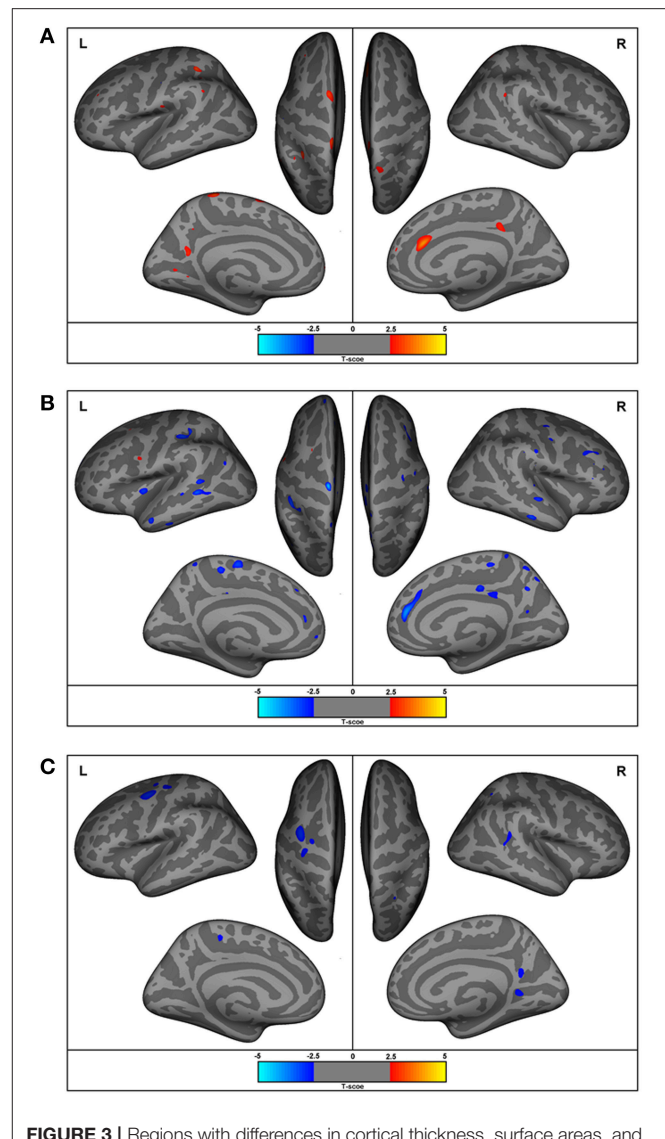 A
L
R
-5 -2.5 0 2.5 5
T-scoe
B
L
R
-5 -2.5 0 2.5 5
T-scoe
C
L
R
-5 -2.5 0 2.5 5
T-scoe
FIGURE 3 | Regions with differences in cortical thickness, surface areas, and